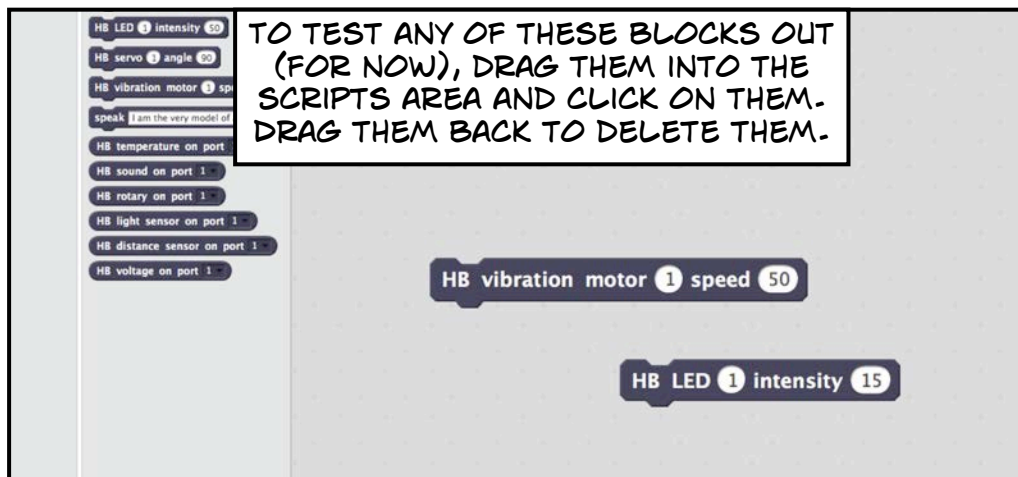 HB LED 1 intensity 50
HB servo 1 angle 90
HB vibration motor 1
speak I am the very model of
HB temperature on port
HB sound on port 1
HB rotary on port 1
HB light sensor on port 1
HB distance sensor on port 1
HB voltage on port 1
TO TEST ANY OF THESE BLOCKS OUT
(FOR NOW), DRAG THEM INTO THE
SCRIPTS AREA AND CLICK ON THEM.
DRAG THEM BACK TO DELETE THEM.
HB vibration motor 1 speed 50
HB LED 1 intensity 15